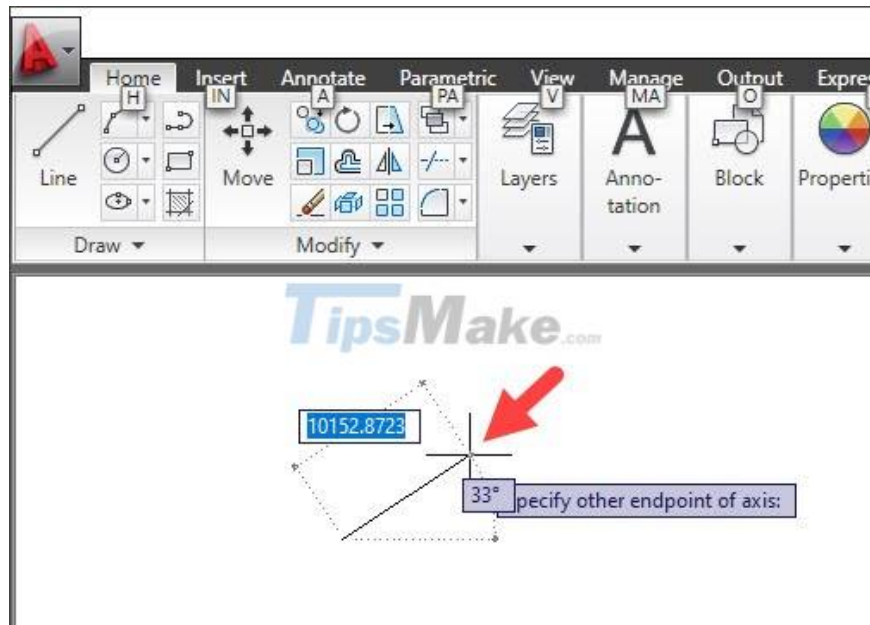 Home Insert Annotate Parametric View Manage Output Expre
H IN A PA V MA O
Line
Move
Layers
Anno-
tation
Block
Properti
Draw
Modify
TipsMake.com
10152.8723
33°
pecify other endpoint of axis: